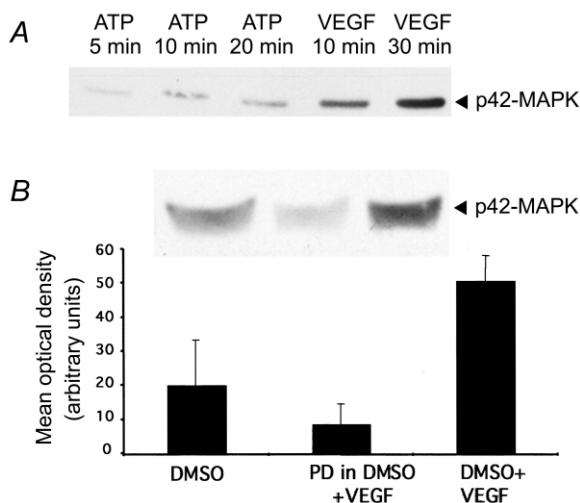 A
ATP ATP ATP VEGF VEGF
5 min 10 min 20 min 10 min 30 min
p42-MAPK
B
p42-MAPK
Mean optical density
(arbitrary units)
60
50
40
30
20
10
0
DMSO
PD in DMSO
+VEGF
DMSO+
VEGF